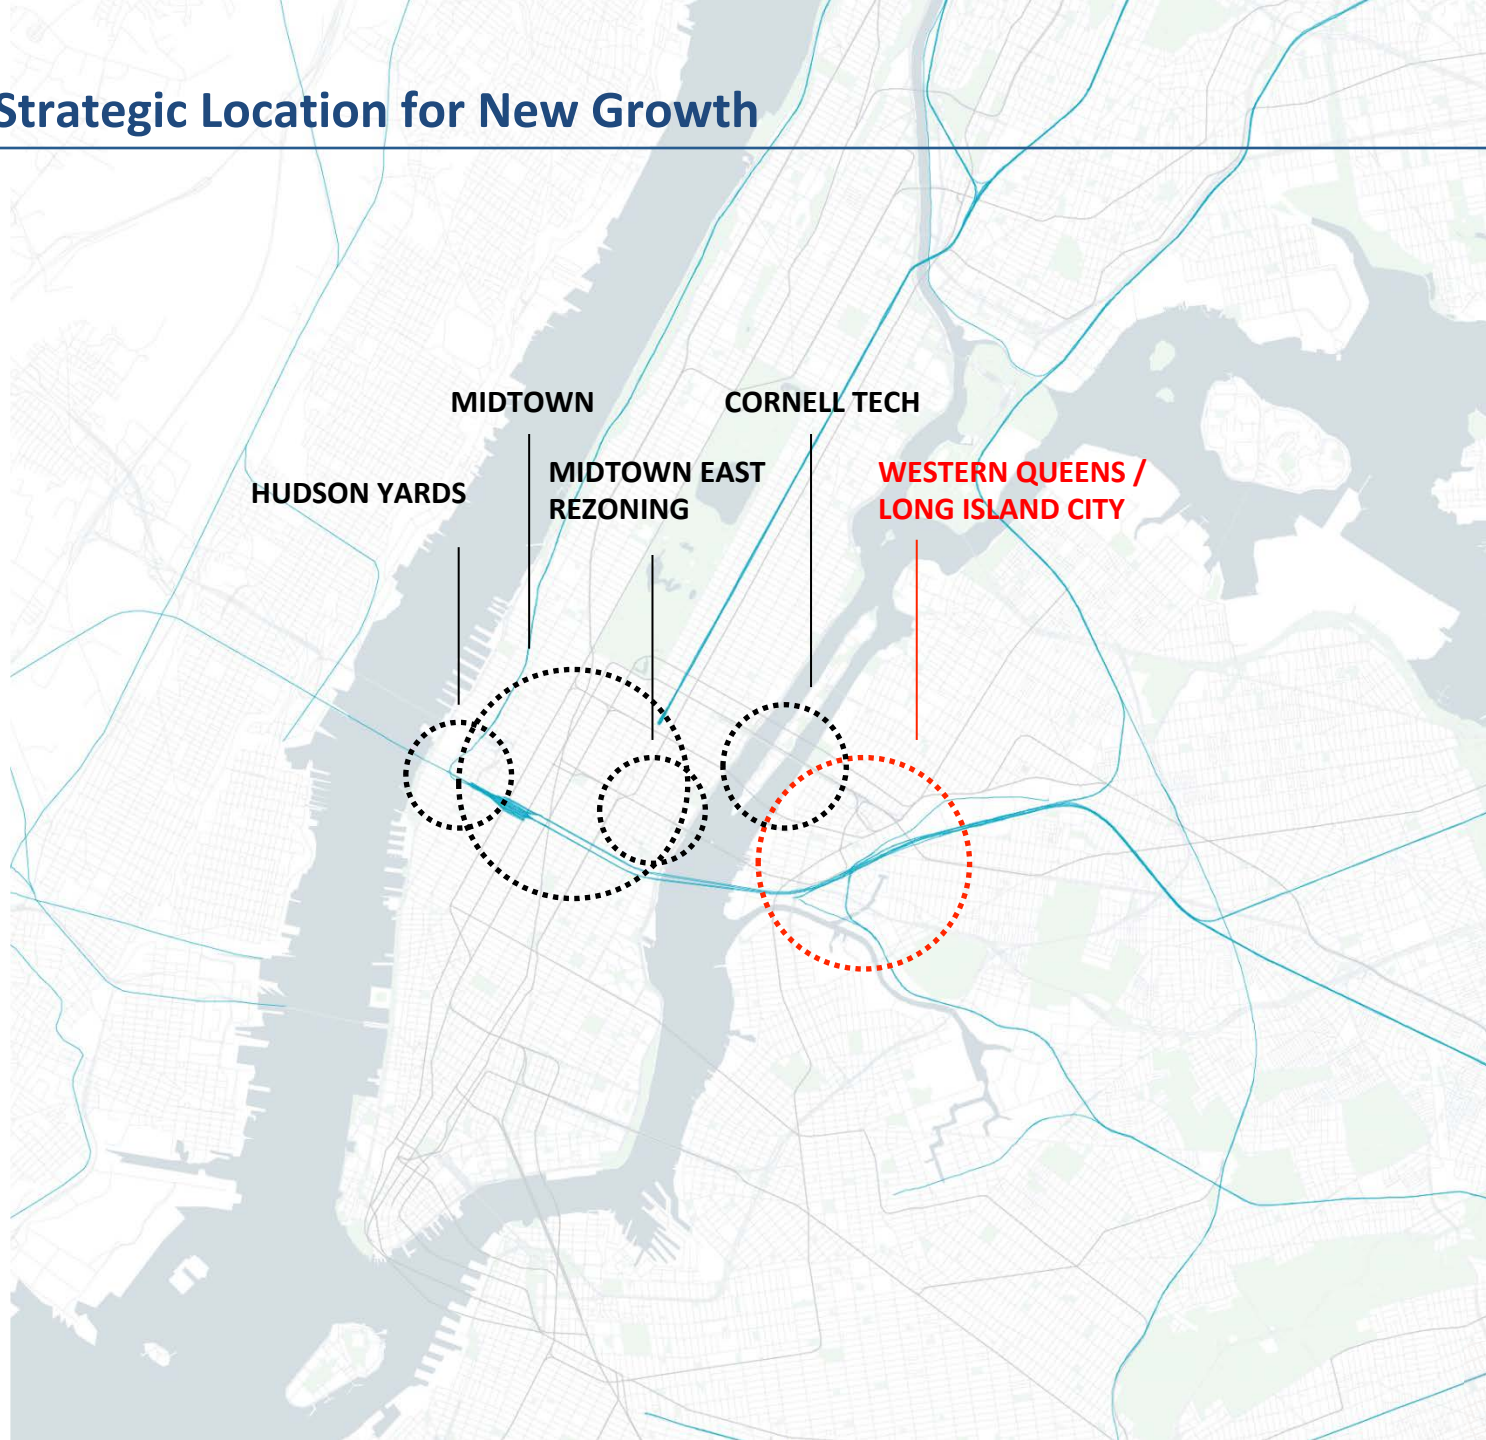 Strategic Location for New Growth
MIDTOWN
CORNELL TECH
HUDSON YARDS
MIDTOWN EAST
REZONING
WESTERN QUEENS /
LONG ISLAND CITY